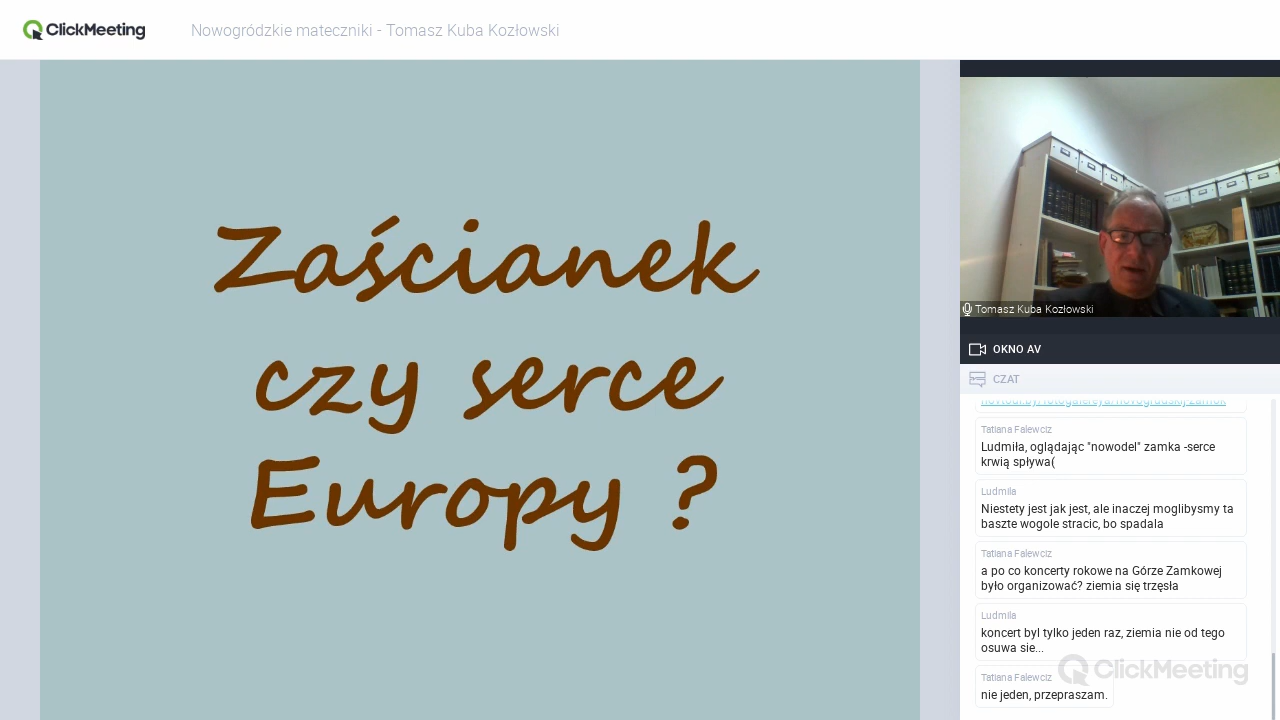 ClickMeeting
Nowogródzkie mateczniki - Tomasz Kuba Kozłowski
Zaścianek
czy serce
Europy ?
Tomasz Kuba Kozłowski
OKNO AV
CZAT
Tatiana Falewciz
Ludmiła, oglądając "nowodel" zamka -serce
krwią spływa(
Ludmila
Niestety jest jak jest, ale inaczej moglibysmy ta
baszte wogole stracic, bo spadala
Tatiana Falewciz
a po co koncerty rokowe na Górze Zamkowej
było organizować? ziemia się trzęsła
Ludmila
koncert byl tylko jeden raz, ziemia nie od tego
osuwa sie...
ClickMeeting
Tatiana Falewciz
nie jeden, przepraszam.